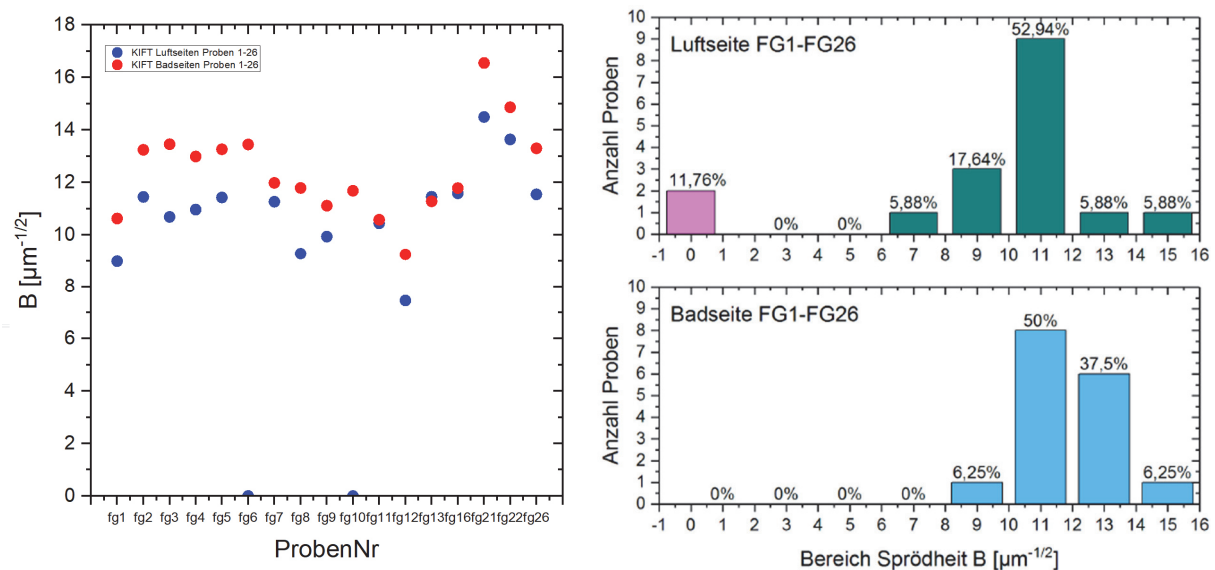 18
16
14
12
10
8
6
4
2
0
B [µm-1/2]
KIFT Luftseiten Proben 1-26
KIFT Badseiten Proben 1-26
fg1 fg2 fg3 fg4 fg5 fg6 fg7 fg8 fg9 fg10 fg11 fg12 fg13 fg16 fg21 fg22 fg26
ProbenNr
10
9
8
7
6
5
4
3
2
1
0
Anzahl Proben
Luftseite FG1-FG26
52,94%
17,64%
11,76%
5,88% 5,88% 5,88%
0% 0%
-1 0 1 2 3 4 5 6 7 8 9 10 11 12 13 14 15 16
10
9
8
7
6
5
4
3
2
1
0
Anzahl Proben
Badseite FG1-FG26
50%
37,5%
6,25% 6,25%
0% 0% 0% 0%
-1 0 1 2 3 4 5 6 7 8 9 10 11 12 13 14 15 16
Bereich Sprödheit B [µm-1/2]